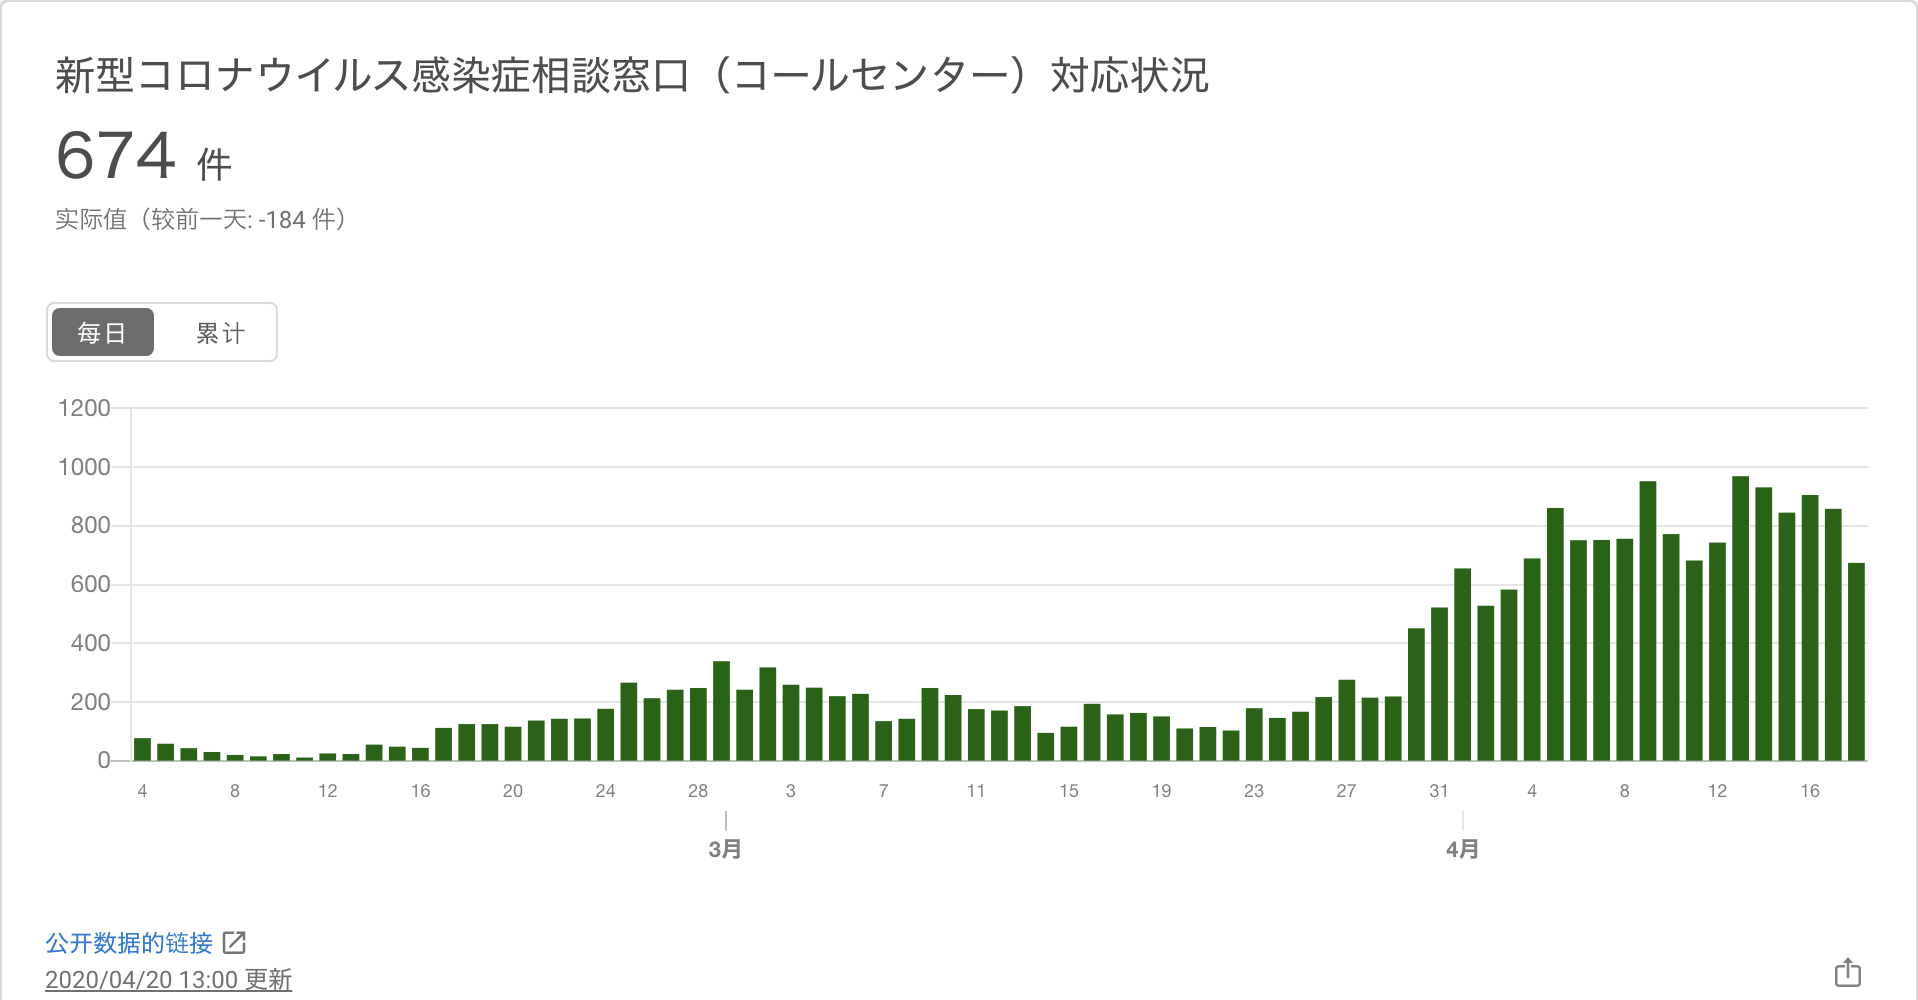 新型コロナウイルス感染症相談窓口（コールセンター）対応状況
674 件
实际值（较前一天: -184 件）
每日 累计
1200
1000
800
600
400
200
0
4 8 12 16 20 24 28 3 7 11 15 19 23 27 31 4 8 12 16
3月 4月
公开数据的链接
2020/04/20 13:00 更新